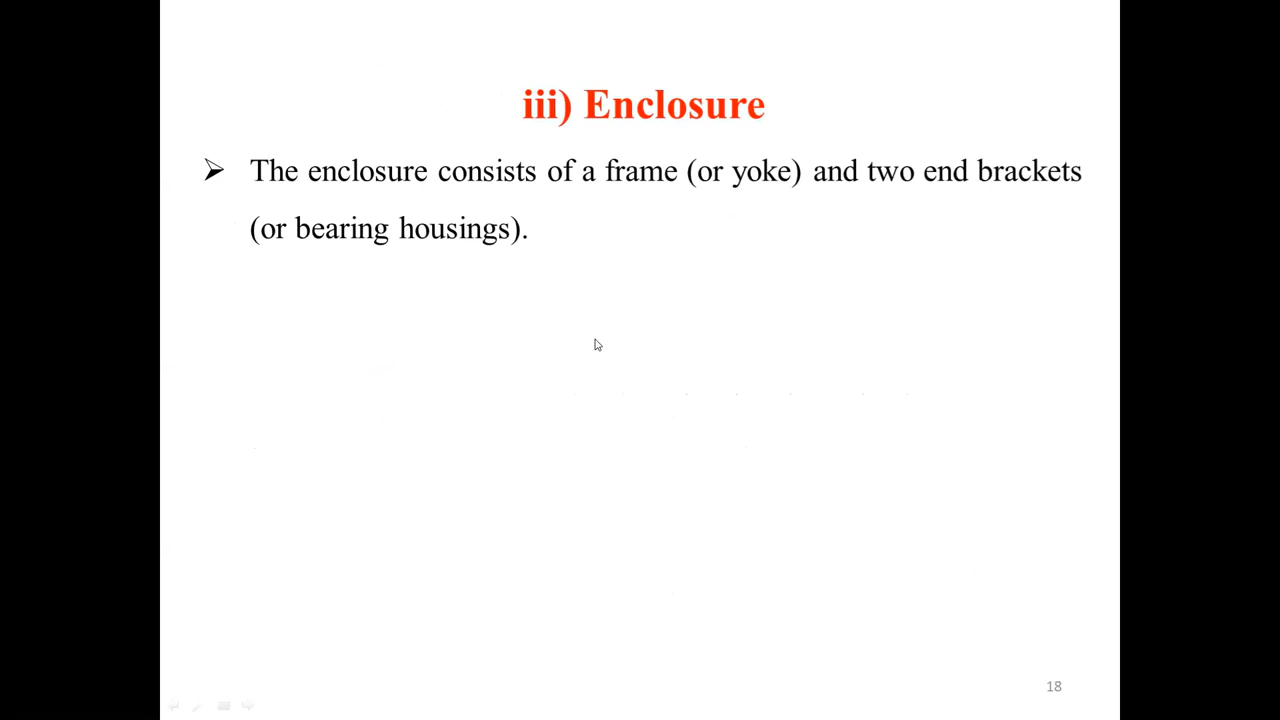 iii) Enclosure
➢ The enclosure consists of a frame (or yoke) and two end brackets
(or bearing housings).
18